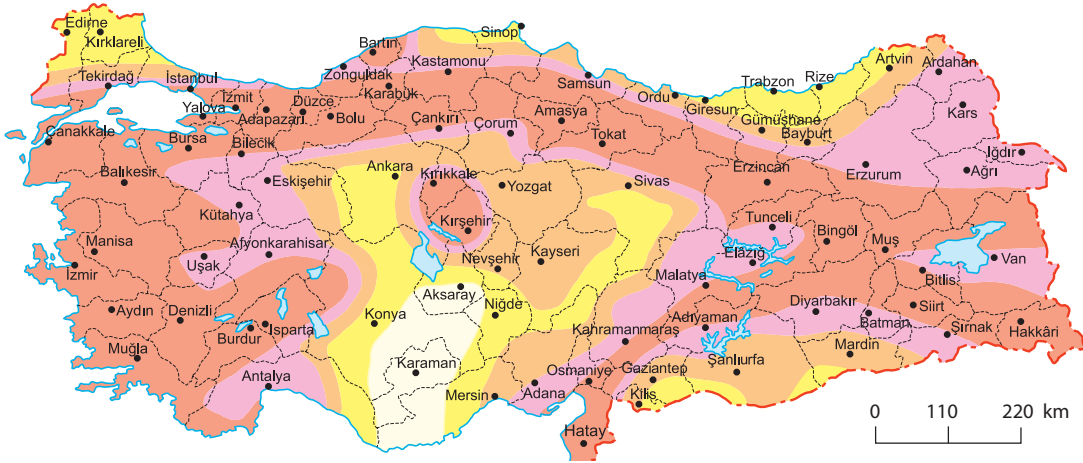 Edirne
Kırklareli
Tekirdağ
İstanbul
Yalova
İzmit
Adapazarı
Düzce
Bolu
Zonguldak
Bartın
Karabük
Kastamonu
Sinop
Samsun
Ordu
Giresun
Trabzon
Rize
Artvin
Ardahan
Kars
Gümüşhane
Bayburt
Çanakkale
Bursa
Bilecik
Çankırı
Çorum
Amasya
Tokat
Erzincan
Erzurum
Iğdır
Ağrı
Balıkesir
Eskişehir
Ankara
Kırıkkale
Yozgat
Sivas
Kütahya
Kırşehir
Tunceli
Bingöl
Muş
Manisa
Uşak
Afyonkarahisar
Nevşehir
Kayseri
Elâzığ
Malatya
Bitlis
Van
İzmir
Aksaray
Niğde
Aydın
Denizli
Burdur
Isparta
Konya
Kahramanmaraş
Adıyaman
Diyarbakır
Batman
Siirt
Şırnak
Hakkâri
Muğla
Antalya
Karaman
Mersin
Adana
Osmaniye
Gaziantep
Şanlıurfa
Mardin
Kilis
Hatay
0 110 220 km